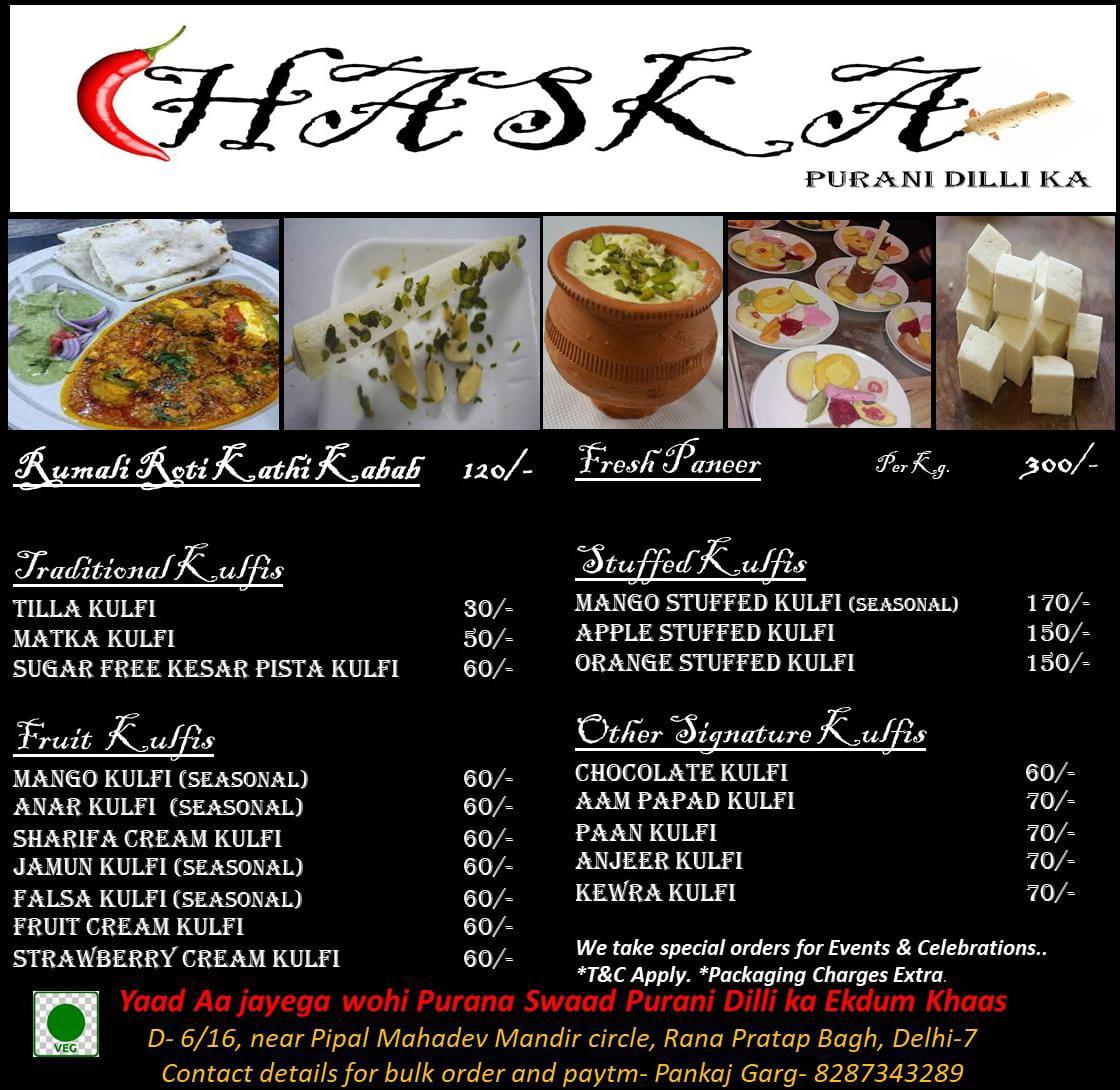 CHASKA
PURANI DILLI KA
Rumali Roti Kathi Kabab 120/-
Fresh Paneer Per Kg. 300/-
Traditional Kulfis
TILLA KULFI 30/-
MATKA KULFI 50/-
SUGAR FREE KESAR PISTA KULFI 60/-
Fruit Kulfis
MANGO KULFI (SEASONAL) 60/-
ANAR KULFI (SEASONAL) 60/-
SHARIFA CREAM KULFI 60/-
JAMUN KULFI (SEASONAL) 60/-
FALSA KULFI (SEASONAL) 60/-
FRUIT CREAM KULFI 60/-
STRAWBERRY CREAM KULFI 60/-
Stuffed Kulfis
MANGO STUFFED KULFI (SEASONAL) 170/-
APPLE STUFFED KULFI 150/-
ORANGE STUFFED KULFI 150/-
Other Signature Kulfis
CHOCOLATE KULFI 60/-
AAM PAPAD KULFI 70/-
PAAN KULFI 70/-
ANJEER KULFI 70/-
KEWRA KULFI 70/-
We take special orders for Events & Celebrations..
*T&C Apply. *Packaging Charges Extra.
VEG
Yaad Aa jayega wohi Purana Swaad Purani Dilli ka Ekdum Khaas
D- 6/16, near Pipal Mahadev Mandir circle, Rana Pratap Bagh, Delhi-7
Contact details for bulk order and paytm- Pankaj Garg- 8287343289